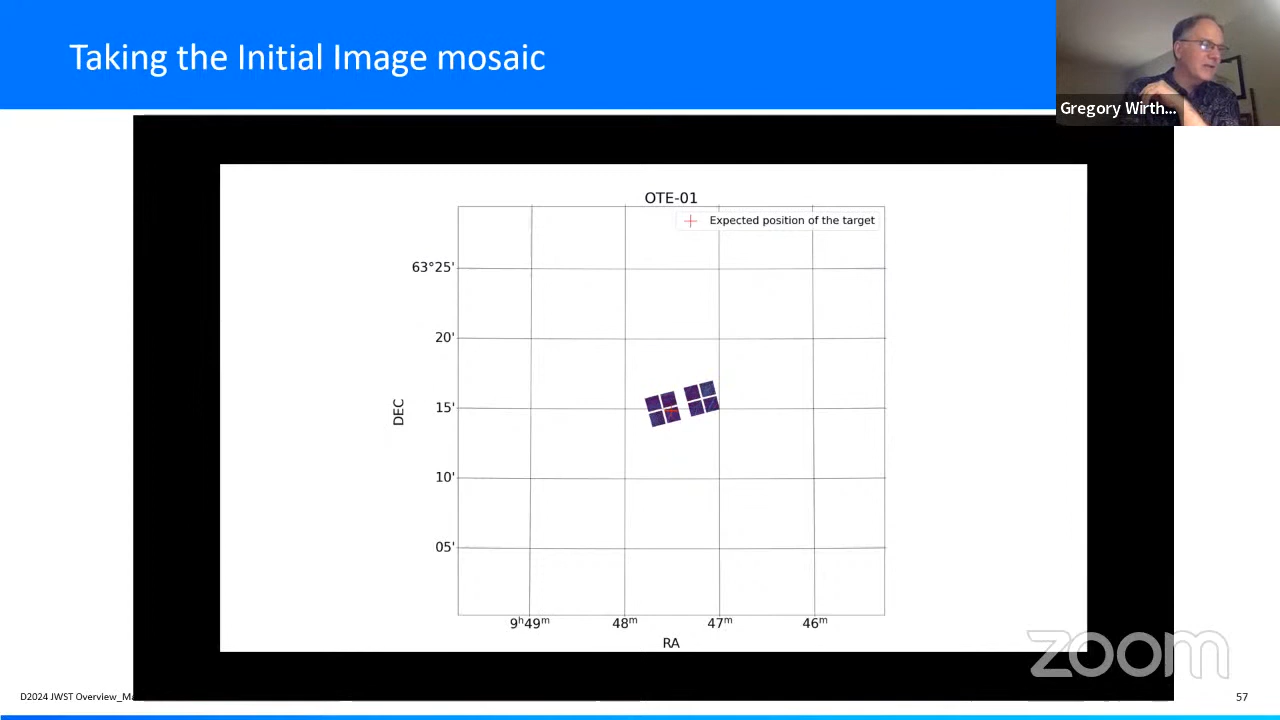 Taking the Initial Image mosaic
Gregory Wirth...
OTE-01
Expected position of the target
63°25'
20'
15'
10'
05'
DEC
9ʰ49ᵐ
48ᵐ
47ᵐ
46ᵐ
RA
zoom
D2024 JWST Overview_Ma
57